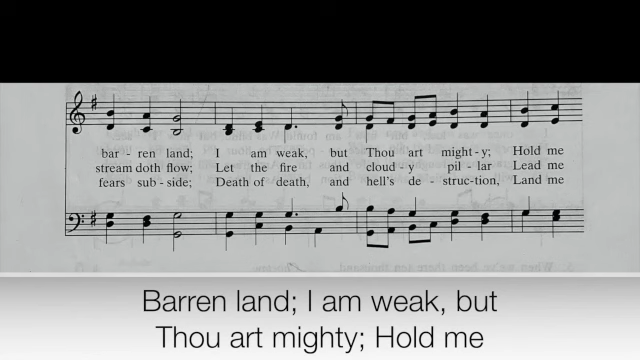 bar - ren land; I am weak, but Thou art might - y; Hold me
stream doth flow; Let the fire and cloud - y pil - lar Lead me
fears sub - side; Death of death, and hell's de - struc - tion, Land me
Barren land; I am weak, but
Thou art mighty; Hold me